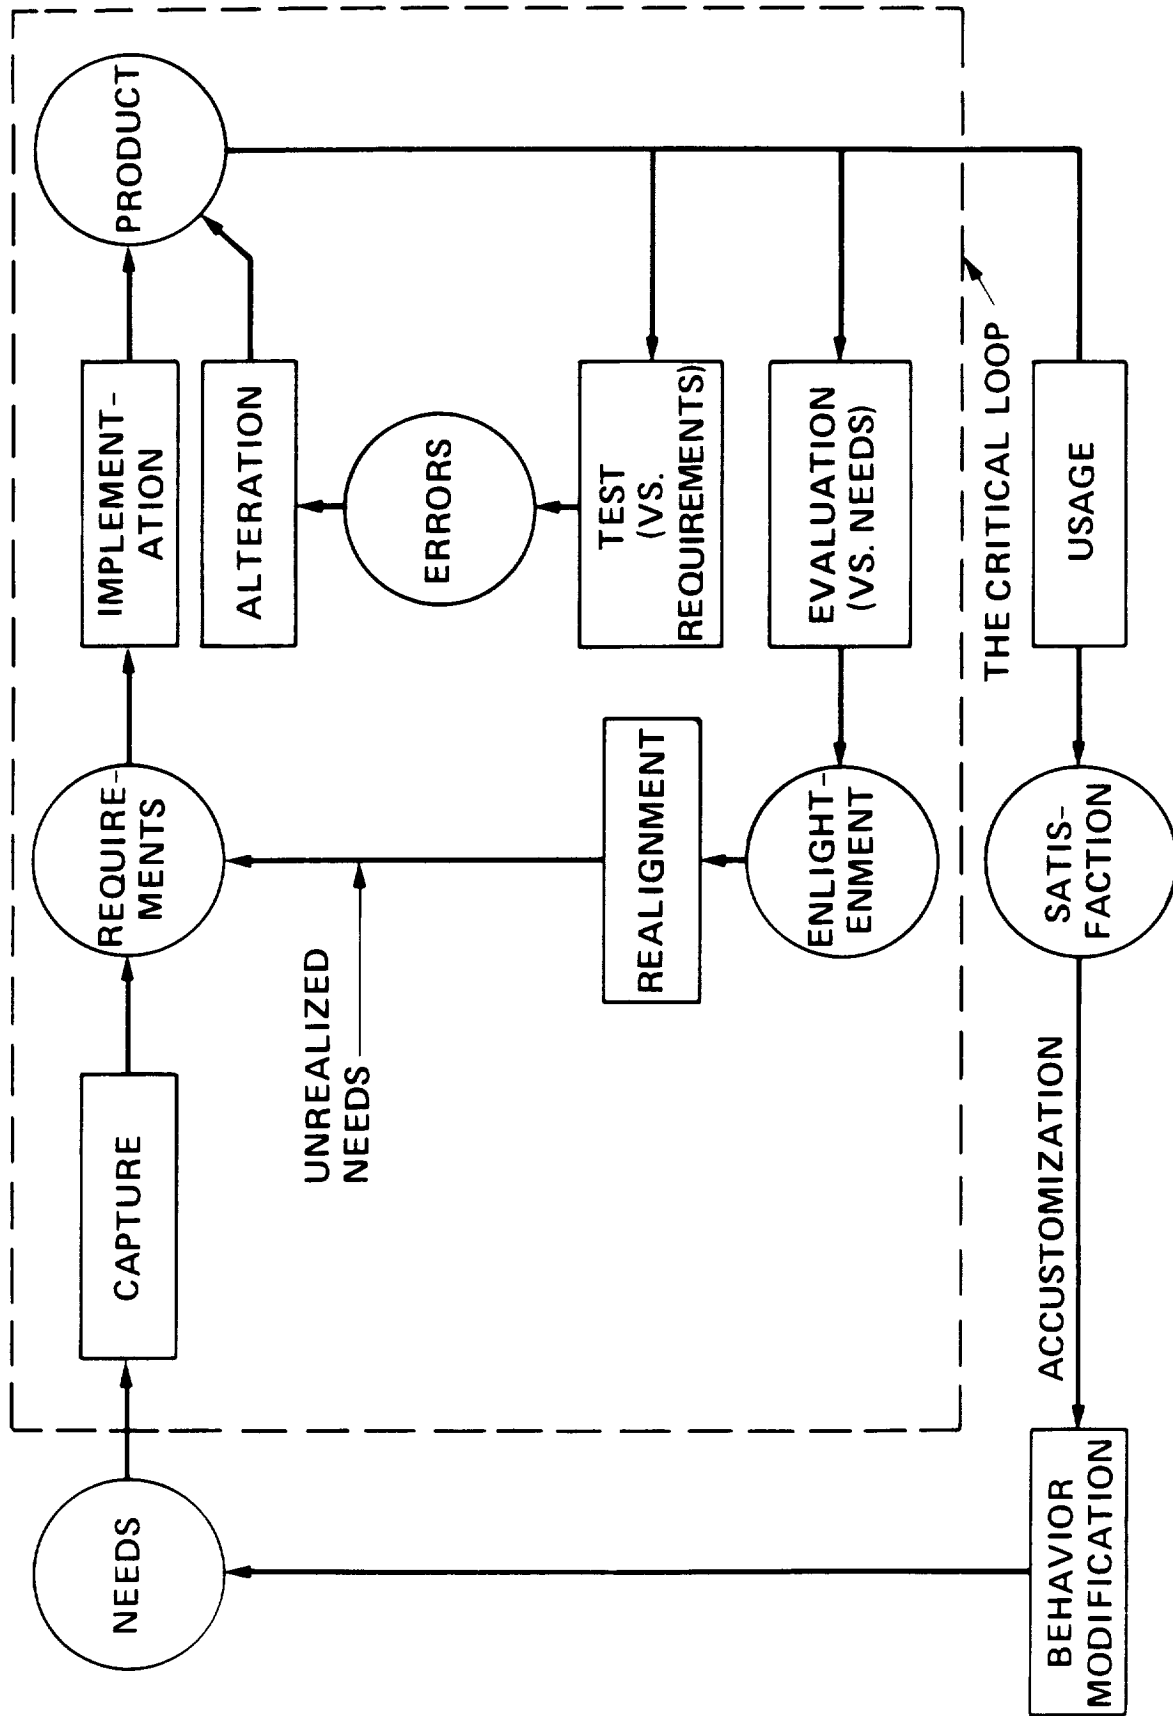 NEEDS
CAPTURE
REQUIRE-
MENTS
IMPLEMENT-
ATION
PRODUCT
ALTERATION
UNREALIZED
NEEDS
ERRORS
REALIGNMENT
TEST
(VS.
REQUIREMENTS)
ENLIGHT-
ENMENT
EVALUATION
(VS. NEEDS)
THE CRITICAL LOOP
BEHAVIOR
MODIFICATION
ACCUSTOMIZATION
SATIS-
FACTION
USAGE